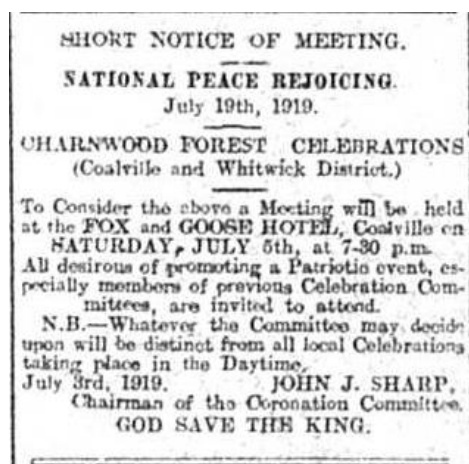 SHORT NOTICE OF MEETING.
NATIONAL PEACE REJOICING.
July 19th, 1919.
CHARNWOOD FOREST CELEBRATIONS
(Coalville and Whitwick District.)
To Consider the above a Meeting will be held
at the FOX and GOOSE HOTEL, Coalville on
SATURDAY, JULY 5th, at 7-30 p.m.
All desirous of promoting a Patriotic event, es-
pecially members of previous Celebration Com-
mittees, are invited to attend.
N.B.—Whatever the Committee may decide
upon will be distinct from all local Celebrations
taking place in the Daytime.
July 3rd, 1919. JOHN J. SHARP,
Chairman of the Coronation Committee.
GOD SAVE THE KING.